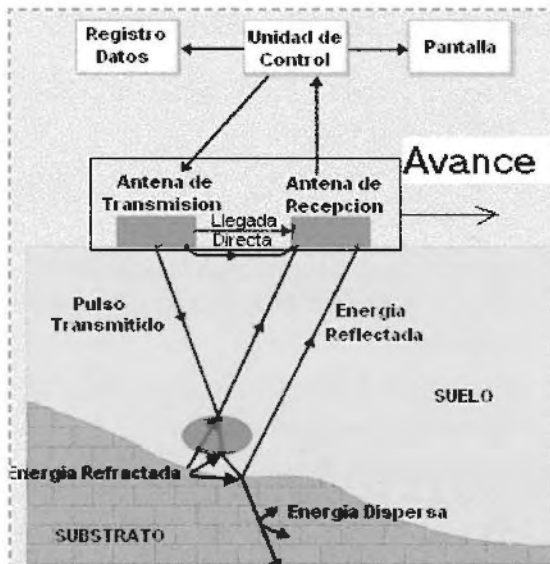 Registro
Datos
Unidad de
Control
Pantalla
Avance
Antena de
Transmision
Antena de
Recepcion
Llegada
Directa
Pulso
Transmitido
Energia
Reflectada
SUELO
Energia Refractada
Energia Dispersa
SUBSTRATO